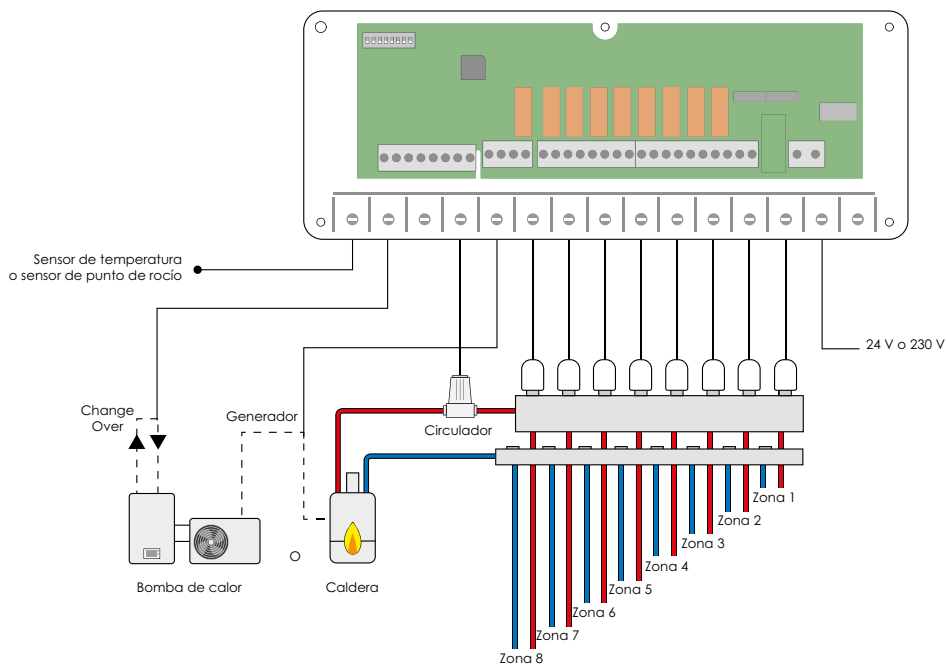 Sensor de temperatura
o sensor de punto de rocío
24 V o 230 V
Change
Over
Generador
Circulador
Zona 1
Zona 2
Zona 3
Zona 4
Zona 5
Zona 6
Zona 7
Zona 8
Bomba de calor
o
Caldera